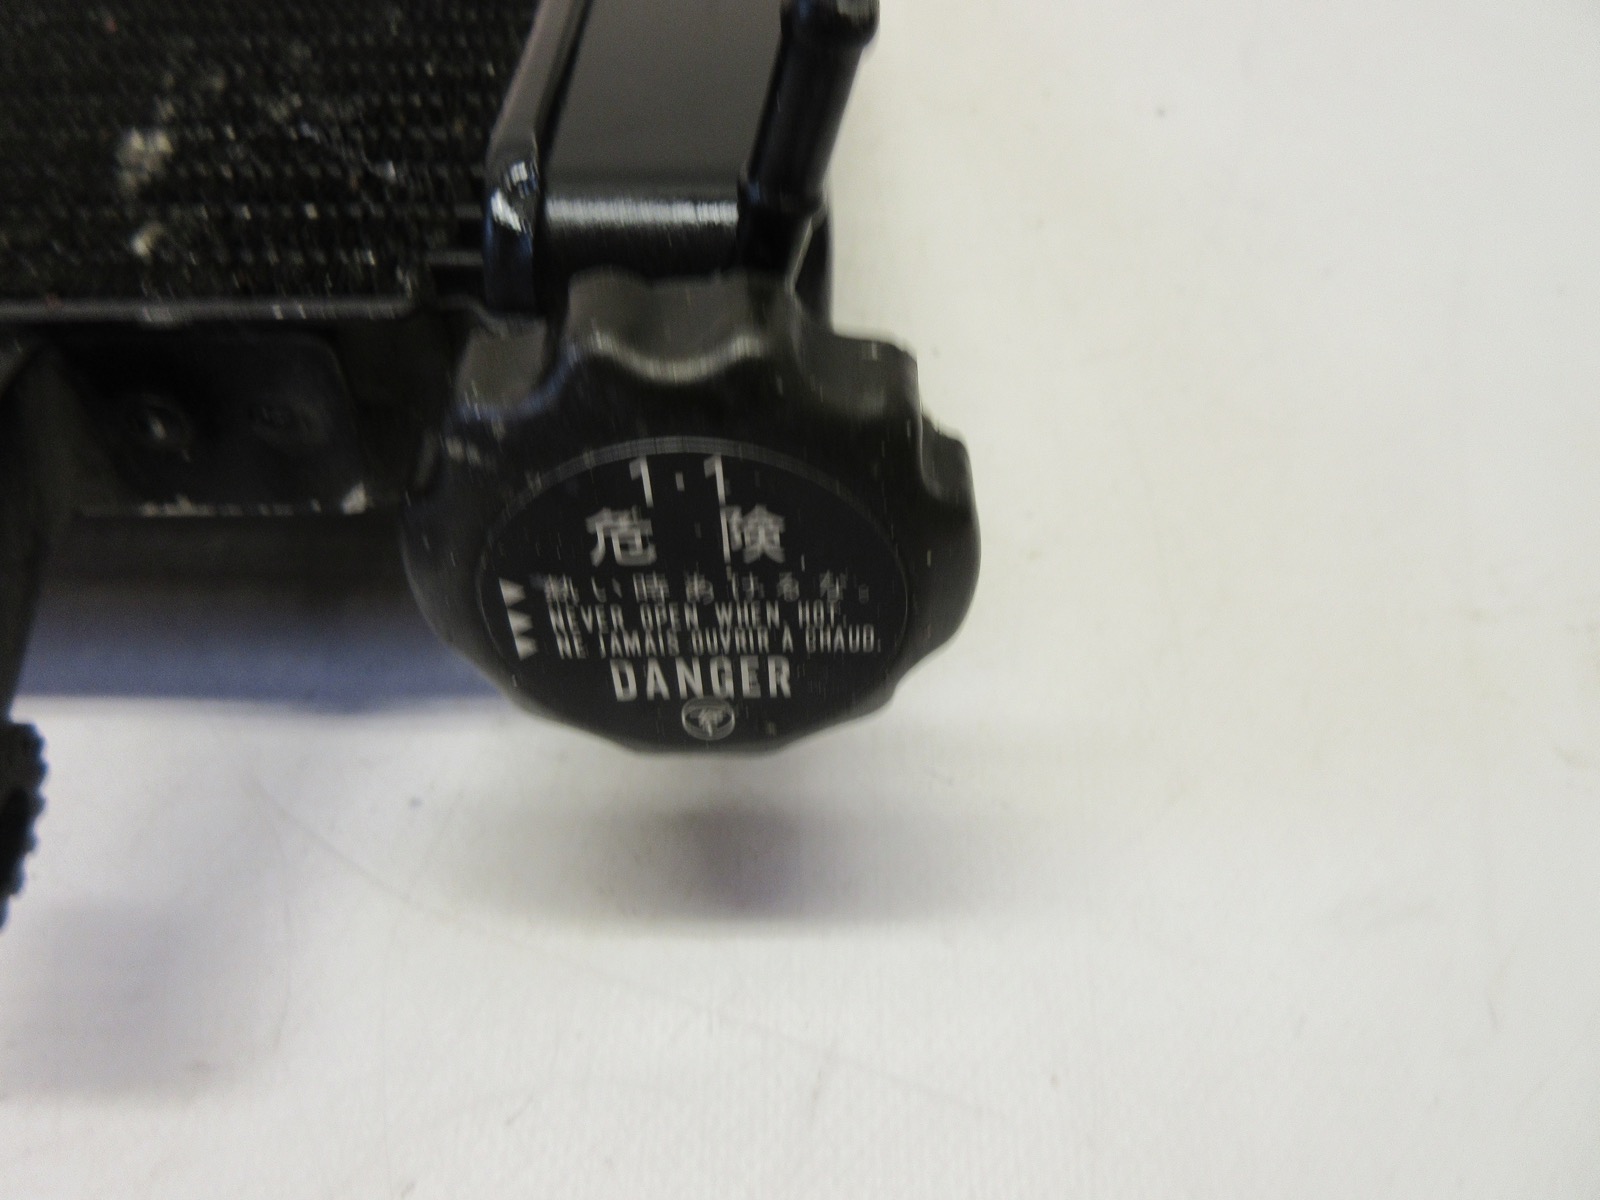 1.1
危 険
熱い時あけるな。
NEVER OPEN WHEN HOT.
NE JAMAIS OUVRIR A CHAUD.
DANGER